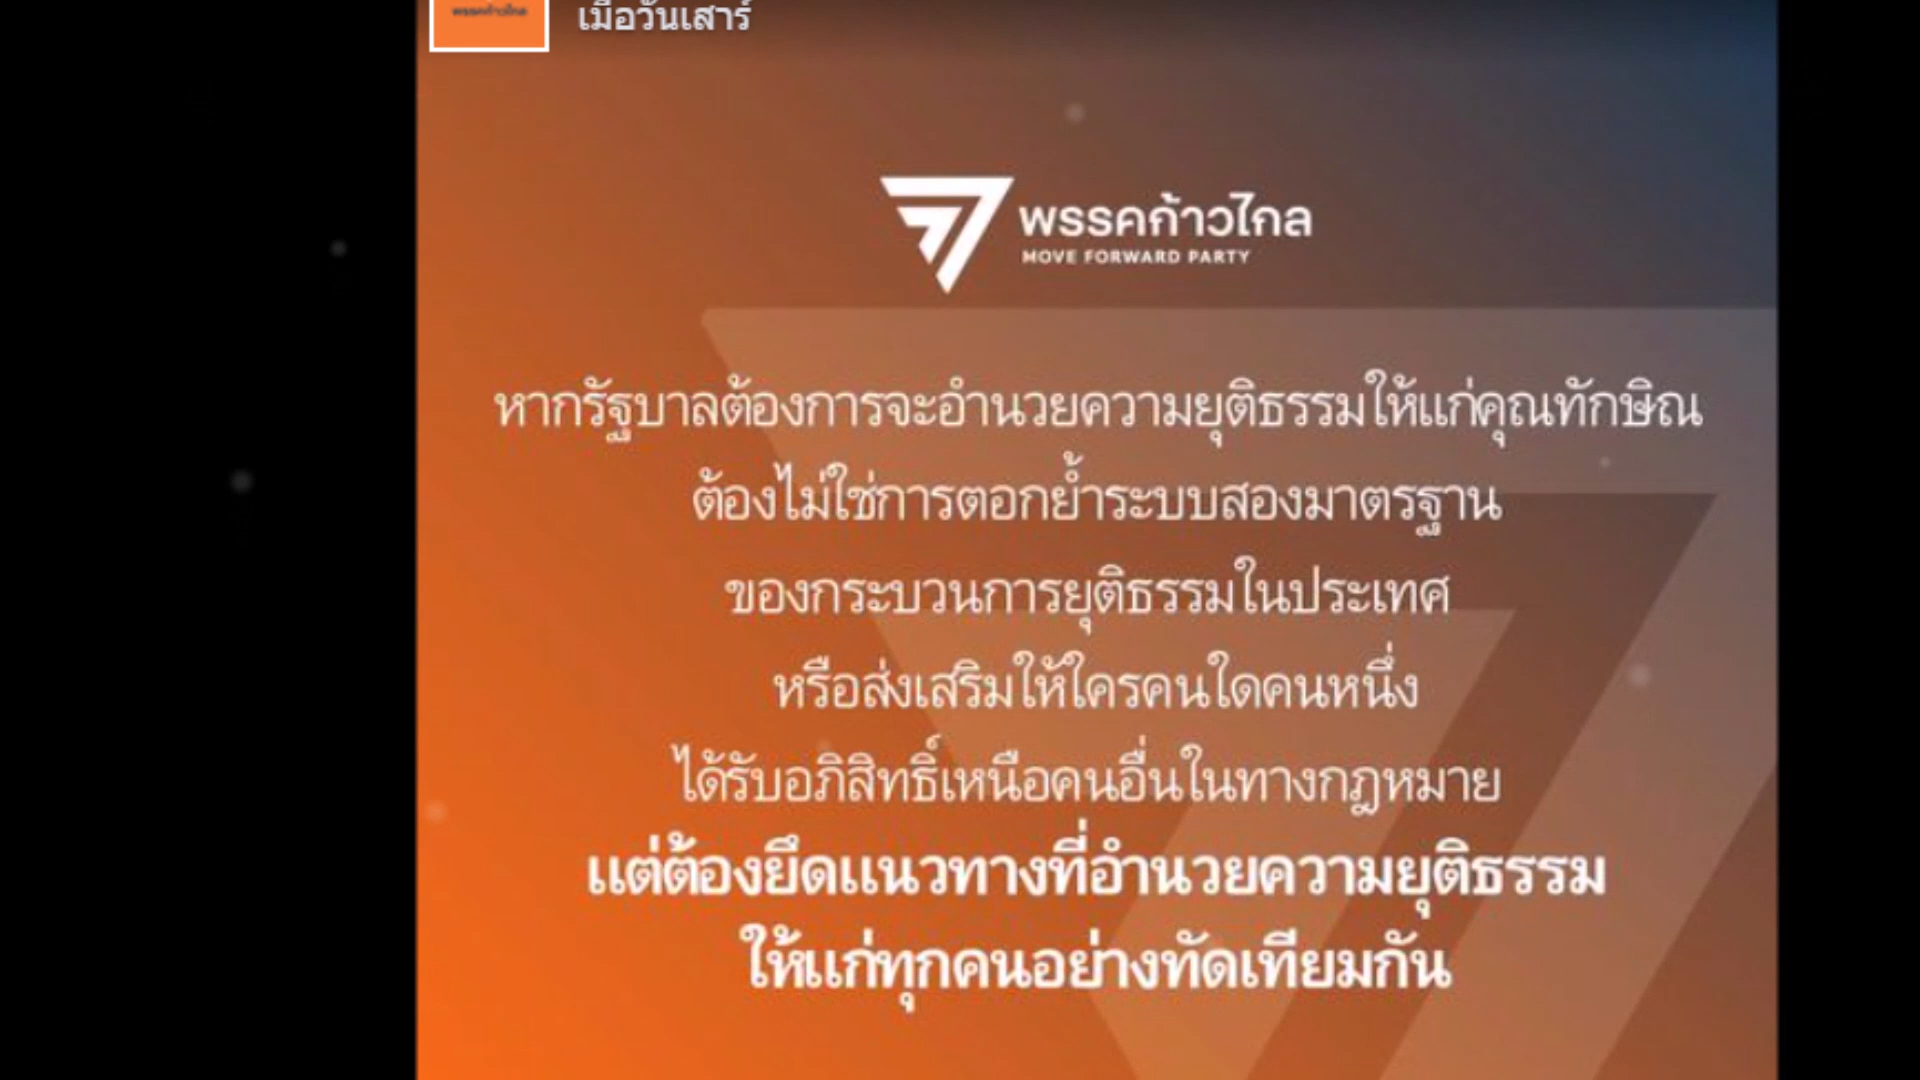 พรรคก้าวไกล
เมื่อวันเสาร์
พรรคก้าวไกล
MOVE FORWARD PARTY
หากรัฐบาลต้องการจะอำนวยความยุติธรรมให้แก่คุณทักษิณ
ต้องไม่ใช่การตอกย้ำระบบสองมาตรฐาน
ของกระบวนการยุติธรรมในประเทศ
หรือส่งเสริมให้ใครคนใดคนหนึ่ง
ได้รับอภิสิทธิ์เหนือคนอื่นในทางกฎหมาย
แต่ต้องยึดแนวทางที่อำนวยความยุติธรรม
ให้แก่ทุกคนอย่างทัดเทียมกัน